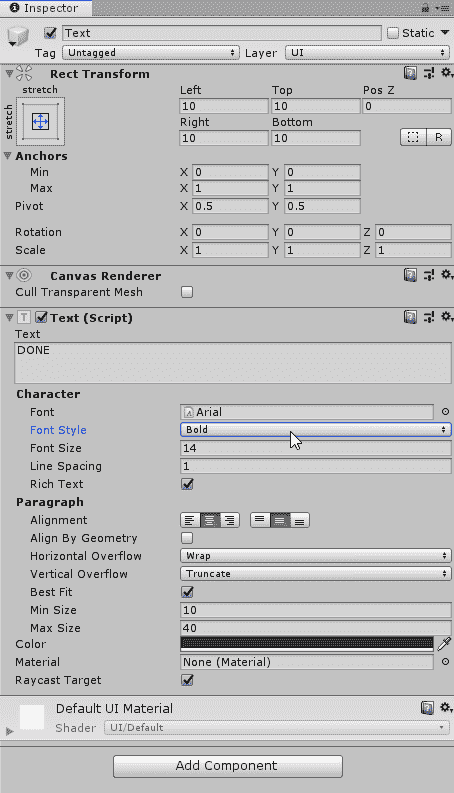 Inspector
Text Static
Tag Untagged Layer UI
Rect Transform
stretch Left Top Pos Z
stretch 10 10 0
Right Bottom
10 10 R
Anchors
Min X 0 Y 0
Max X 1 Y 1
Pivot X 0.5 Y 0.5
Rotation X 0 Y 0 Z 0
Scale X 1 Y 1 Z 1
Canvas Renderer
Cull Transparent Mesh
T Text (Script)
Text
DONE
Character
Font Arial
Font Style Bold
Font Size 14
Line Spacing 1
Rich Text
Paragraph
Alignment
Align By Geometry
Horizontal Overflow Wrap
Vertical Overflow Truncate
Best Fit
Min Size 10
Max Size 40
Color
Material None (Material)
Raycast Target
Default UI Material
Shader UI/Default
Add Component